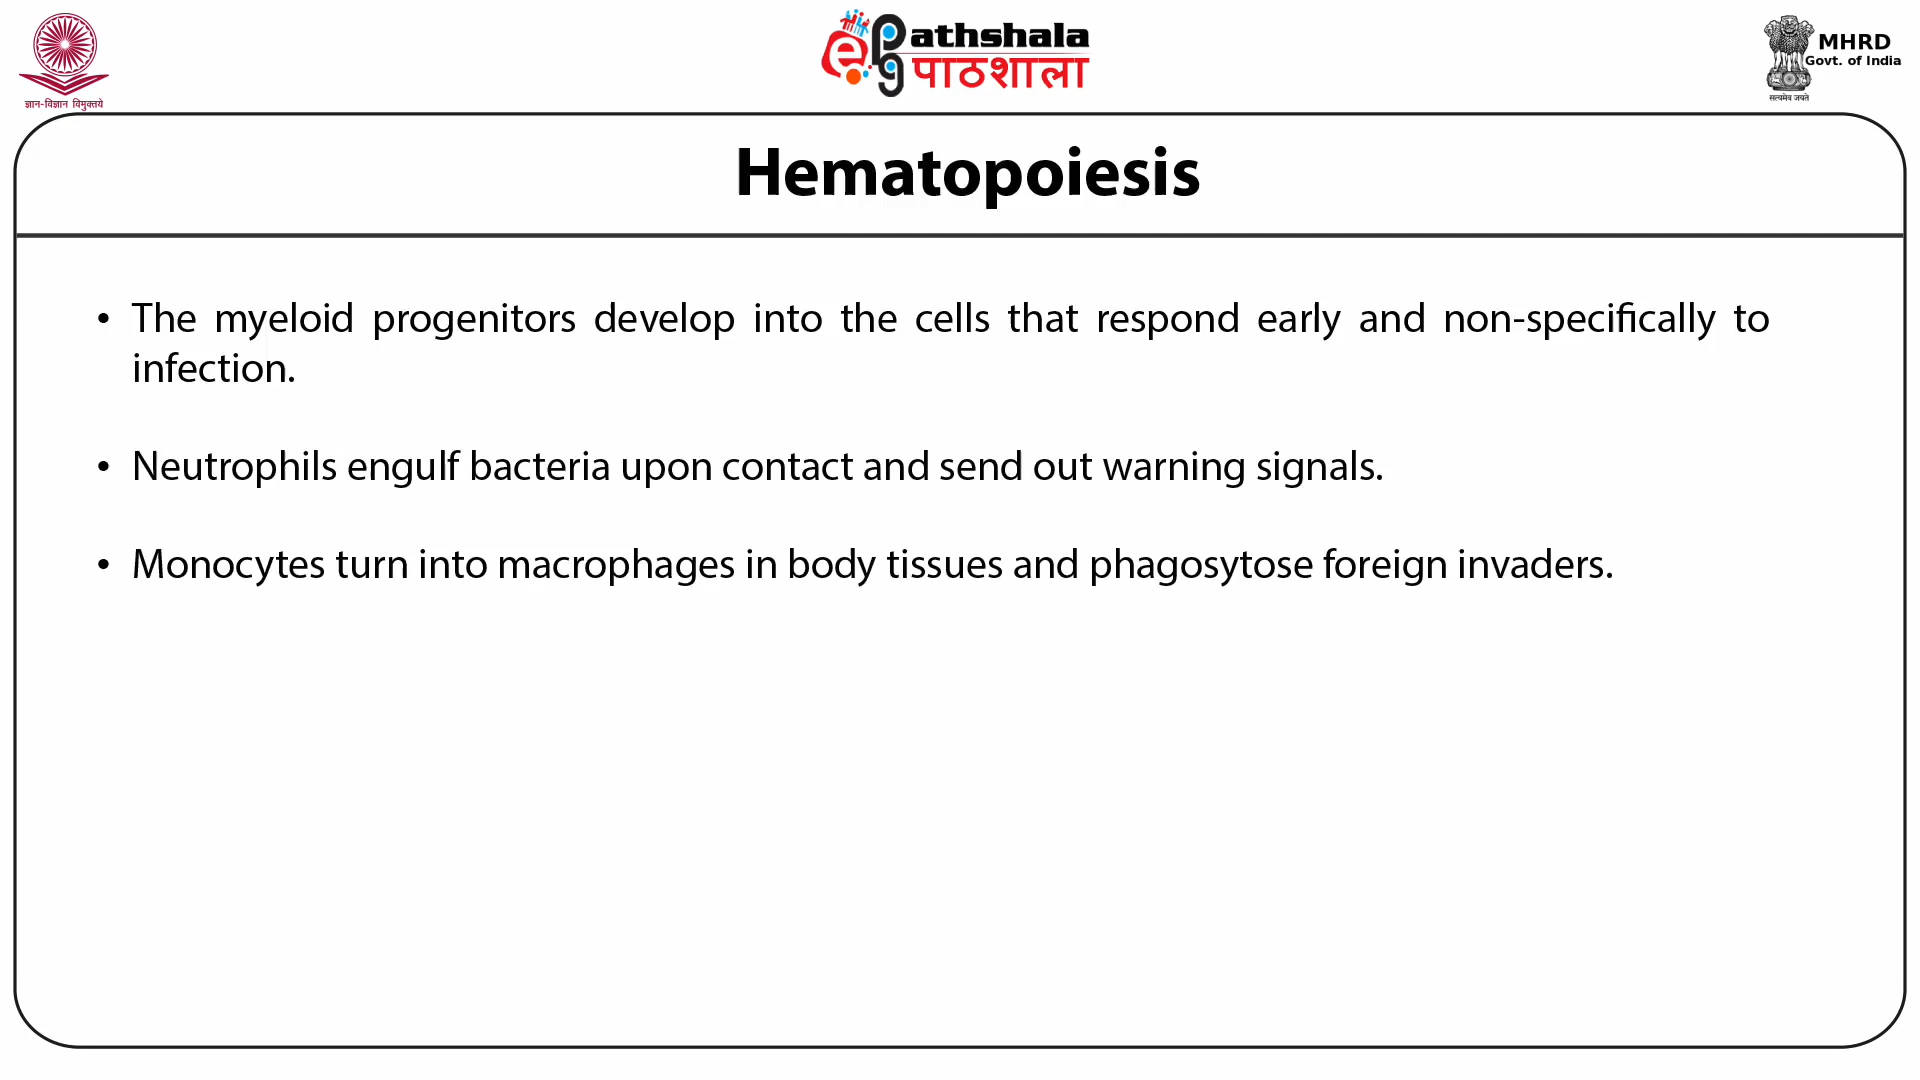 ज्ञान-विज्ञान विमुक्तये
ePathshala
पाठशाला
MHRD
Govt. of India
सत्यमेव जयते
Hematopoiesis
• The myeloid progenitors develop into the cells that respond early and non-specifically to
infection.
• Neutrophils engulf bacteria upon contact and send out warning signals.
• Monocytes turn into macrophages in body tissues and phagosytose foreign invaders.